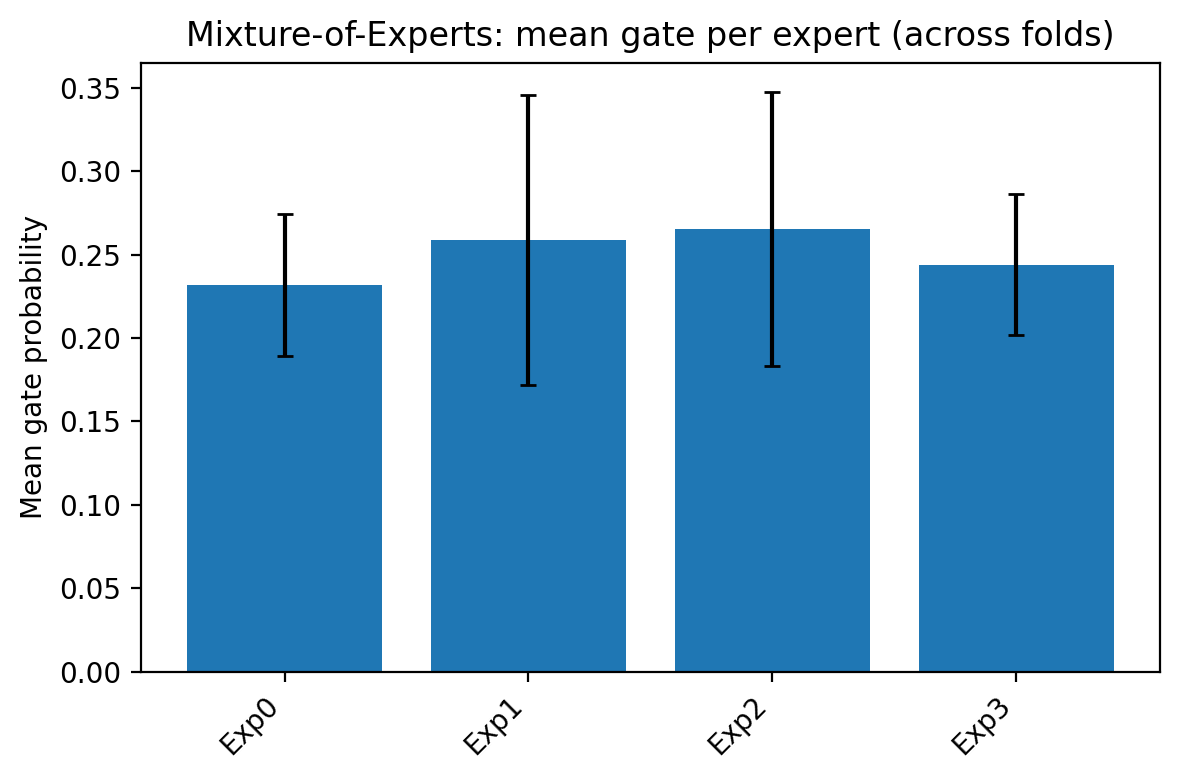 Mixture-of-Experts: mean gate per expert (across folds)
Mean gate probability
0.35
0.30
0.25
0.20
0.15
0.10
0.05
0.00
Exp0
Exp1
Exp2
Exp3